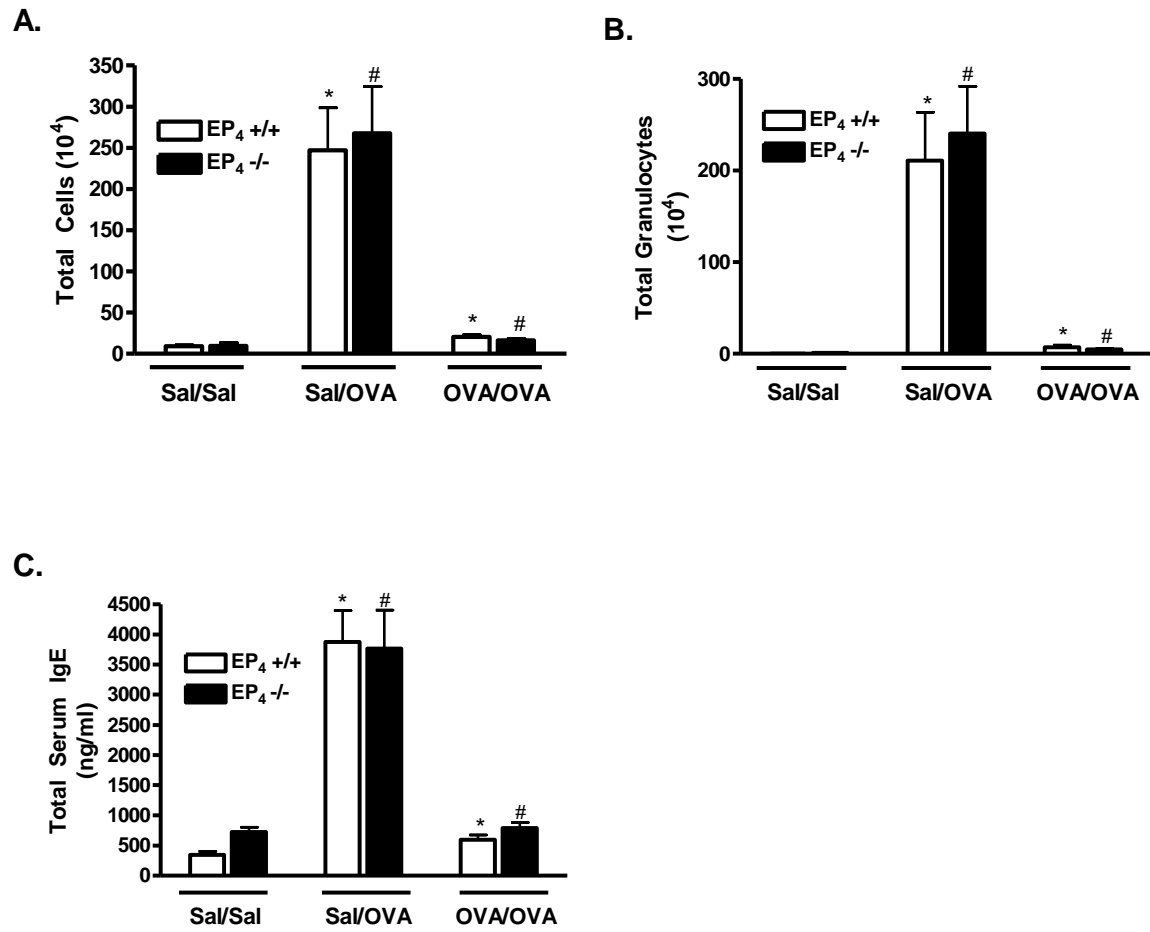 A.
Total Cells (10⁴)
350
300
250
200
150
100
50
0
EP₄ +/+
EP₄ -/-
*
#
*
#
Sal/Sal Sal/OVA OVA/OVA
B.
Total Granulocytes
(10⁴)
300
200
100
0
EP₄ +/+
EP₄ -/-
*
#
*
#
Sal/Sal Sal/OVA OVA/OVA
C.
Total Serum IgE
(ng/ml)
4500
4000
3500
3000
2500
2000
1500
1000
500
0
EP₄ +/+
EP₄ -/-
*
#
*
#
Sal/Sal Sal/OVA OVA/OVA